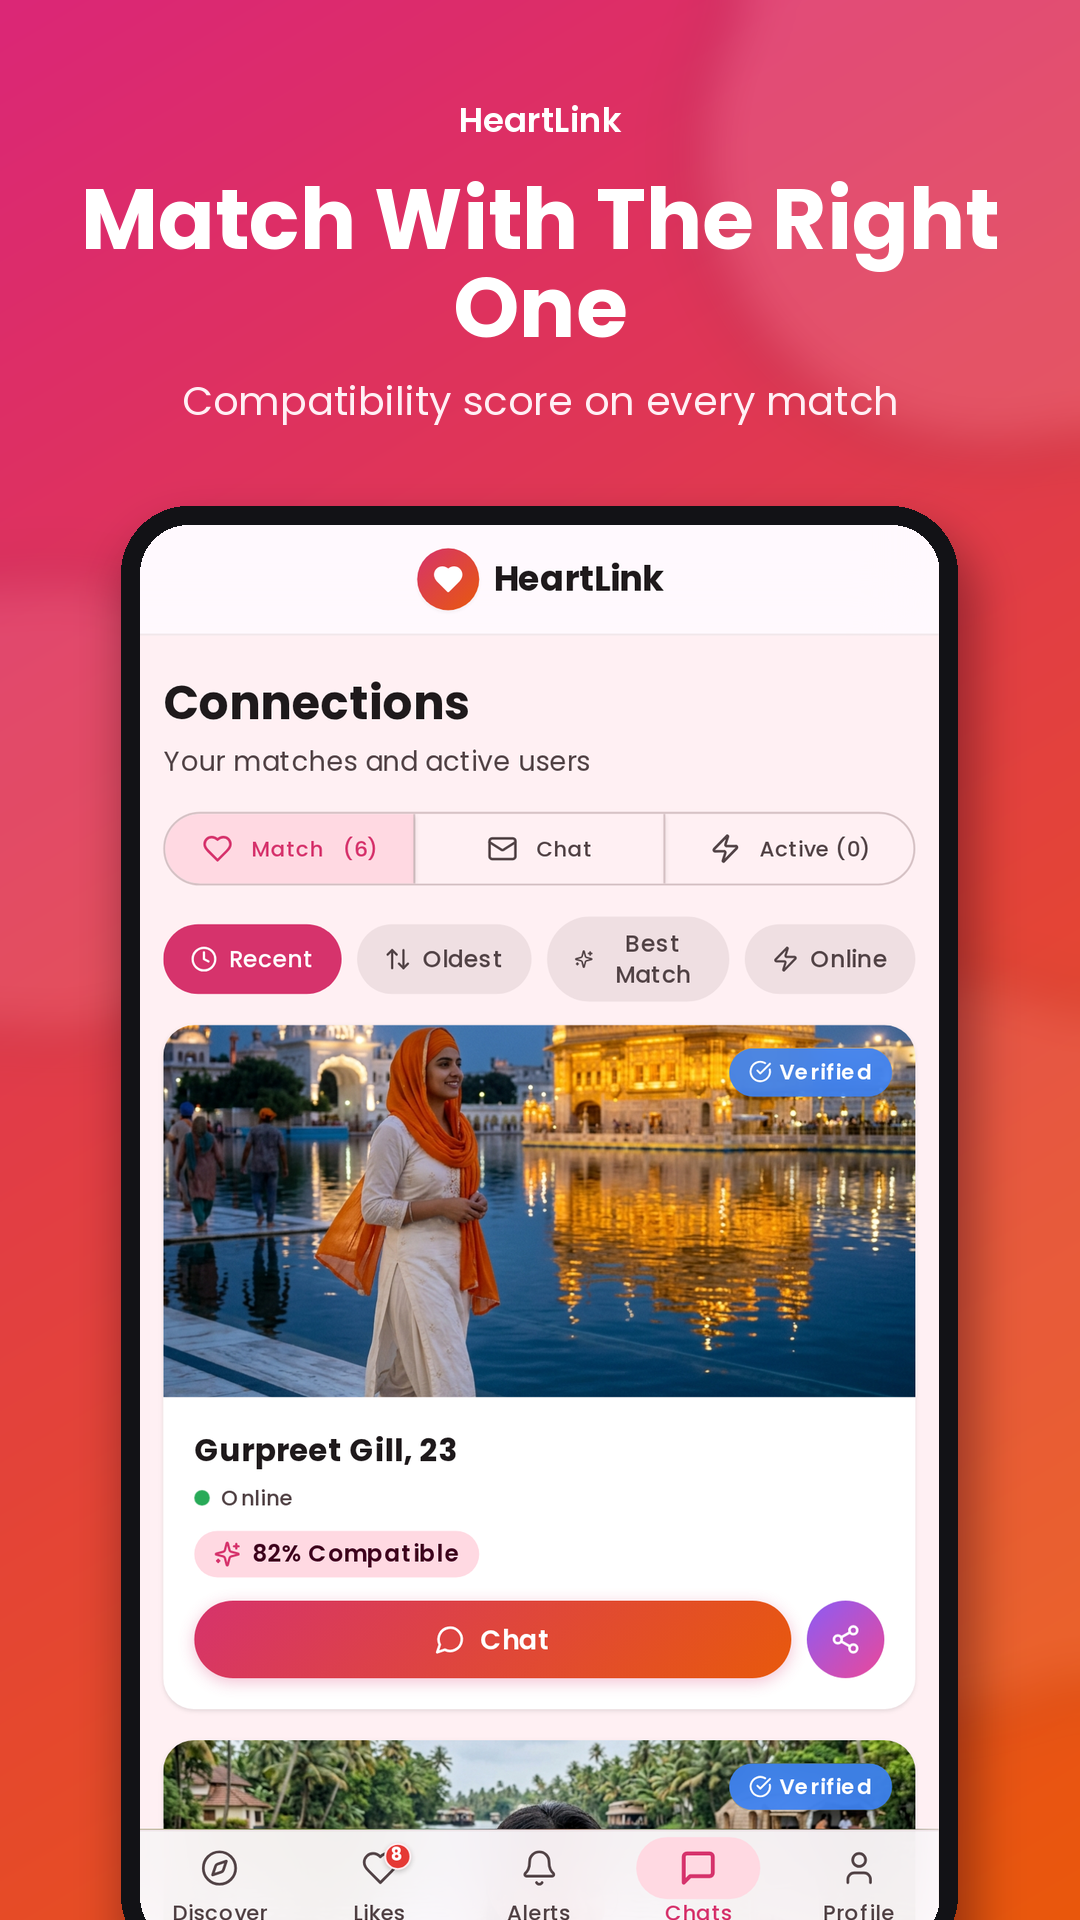 HeartLink
Match With The Right
One
Compatibility score on every match
HeartLink
Connections
Your matches and active users
Match (6)
Chat
Active (0)
Recent
Oldest
Best
Match
Online
Verified
Gurpreet Gill, 23
Online
82% Compatible
Chat
Verified
8
Discover
Likes
Alerts
Chats
Profile